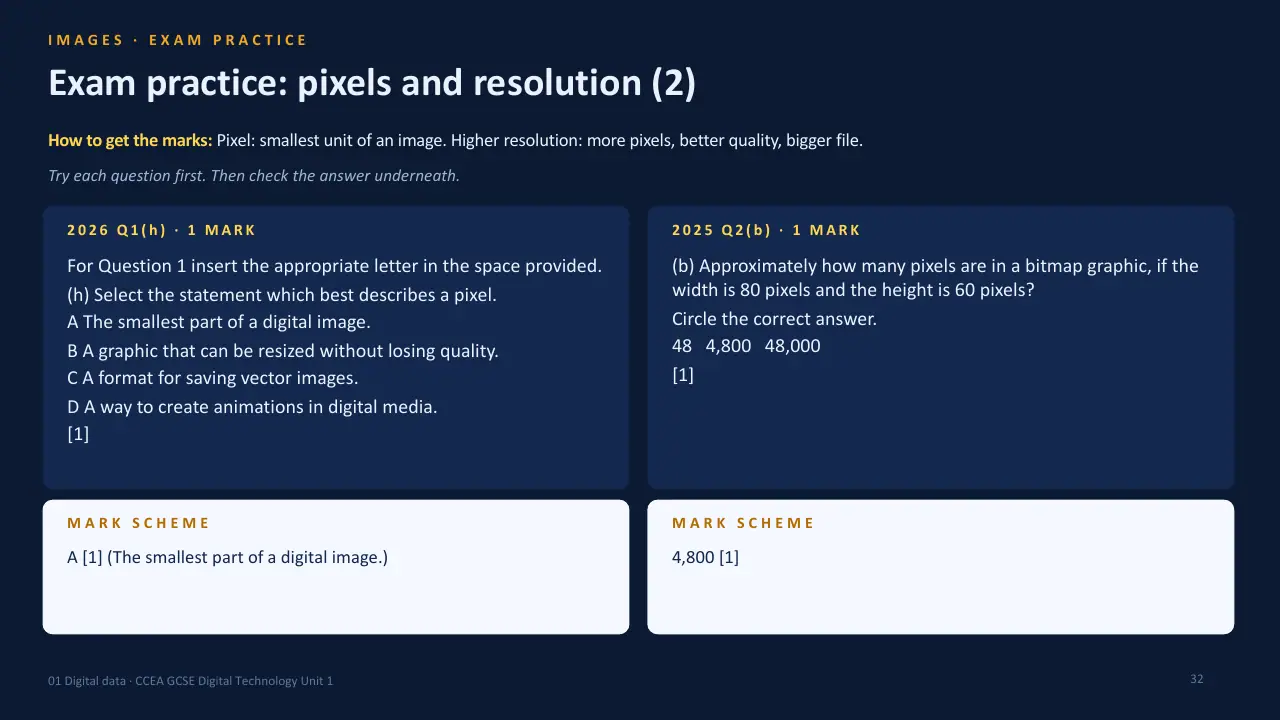 IMAGES · EXAM PRACTICE
Exam practice: pixels and resolution (2)
How to get the marks: Pixel: smallest unit of an image. Higher resolution: more pixels, better quality, bigger file.
Try each question first. Then check the answer underneath.
2026 Q1(h) · 1 MARK
For Question 1 insert the appropriate letter in the space provided.
(h) Select the statement which best describes a pixel.
A The smallest part of a digital image.
B A graphic that can be resized without losing quality.
C A format for saving vector images.
D A way to create animations in digital media.
[1]
MARK SCHEME
A [1] (The smallest part of a digital image.)
2025 Q2(b) · 1 MARK
(b) Approximately how many pixels are in a bitmap graphic, if the
width is 80 pixels and the height is 60 pixels?
Circle the correct answer.
48 4,800 48,000
[1]
MARK SCHEME
4,800 [1]
01 Digital data · CCEA GCSE Digital Technology Unit 1
32